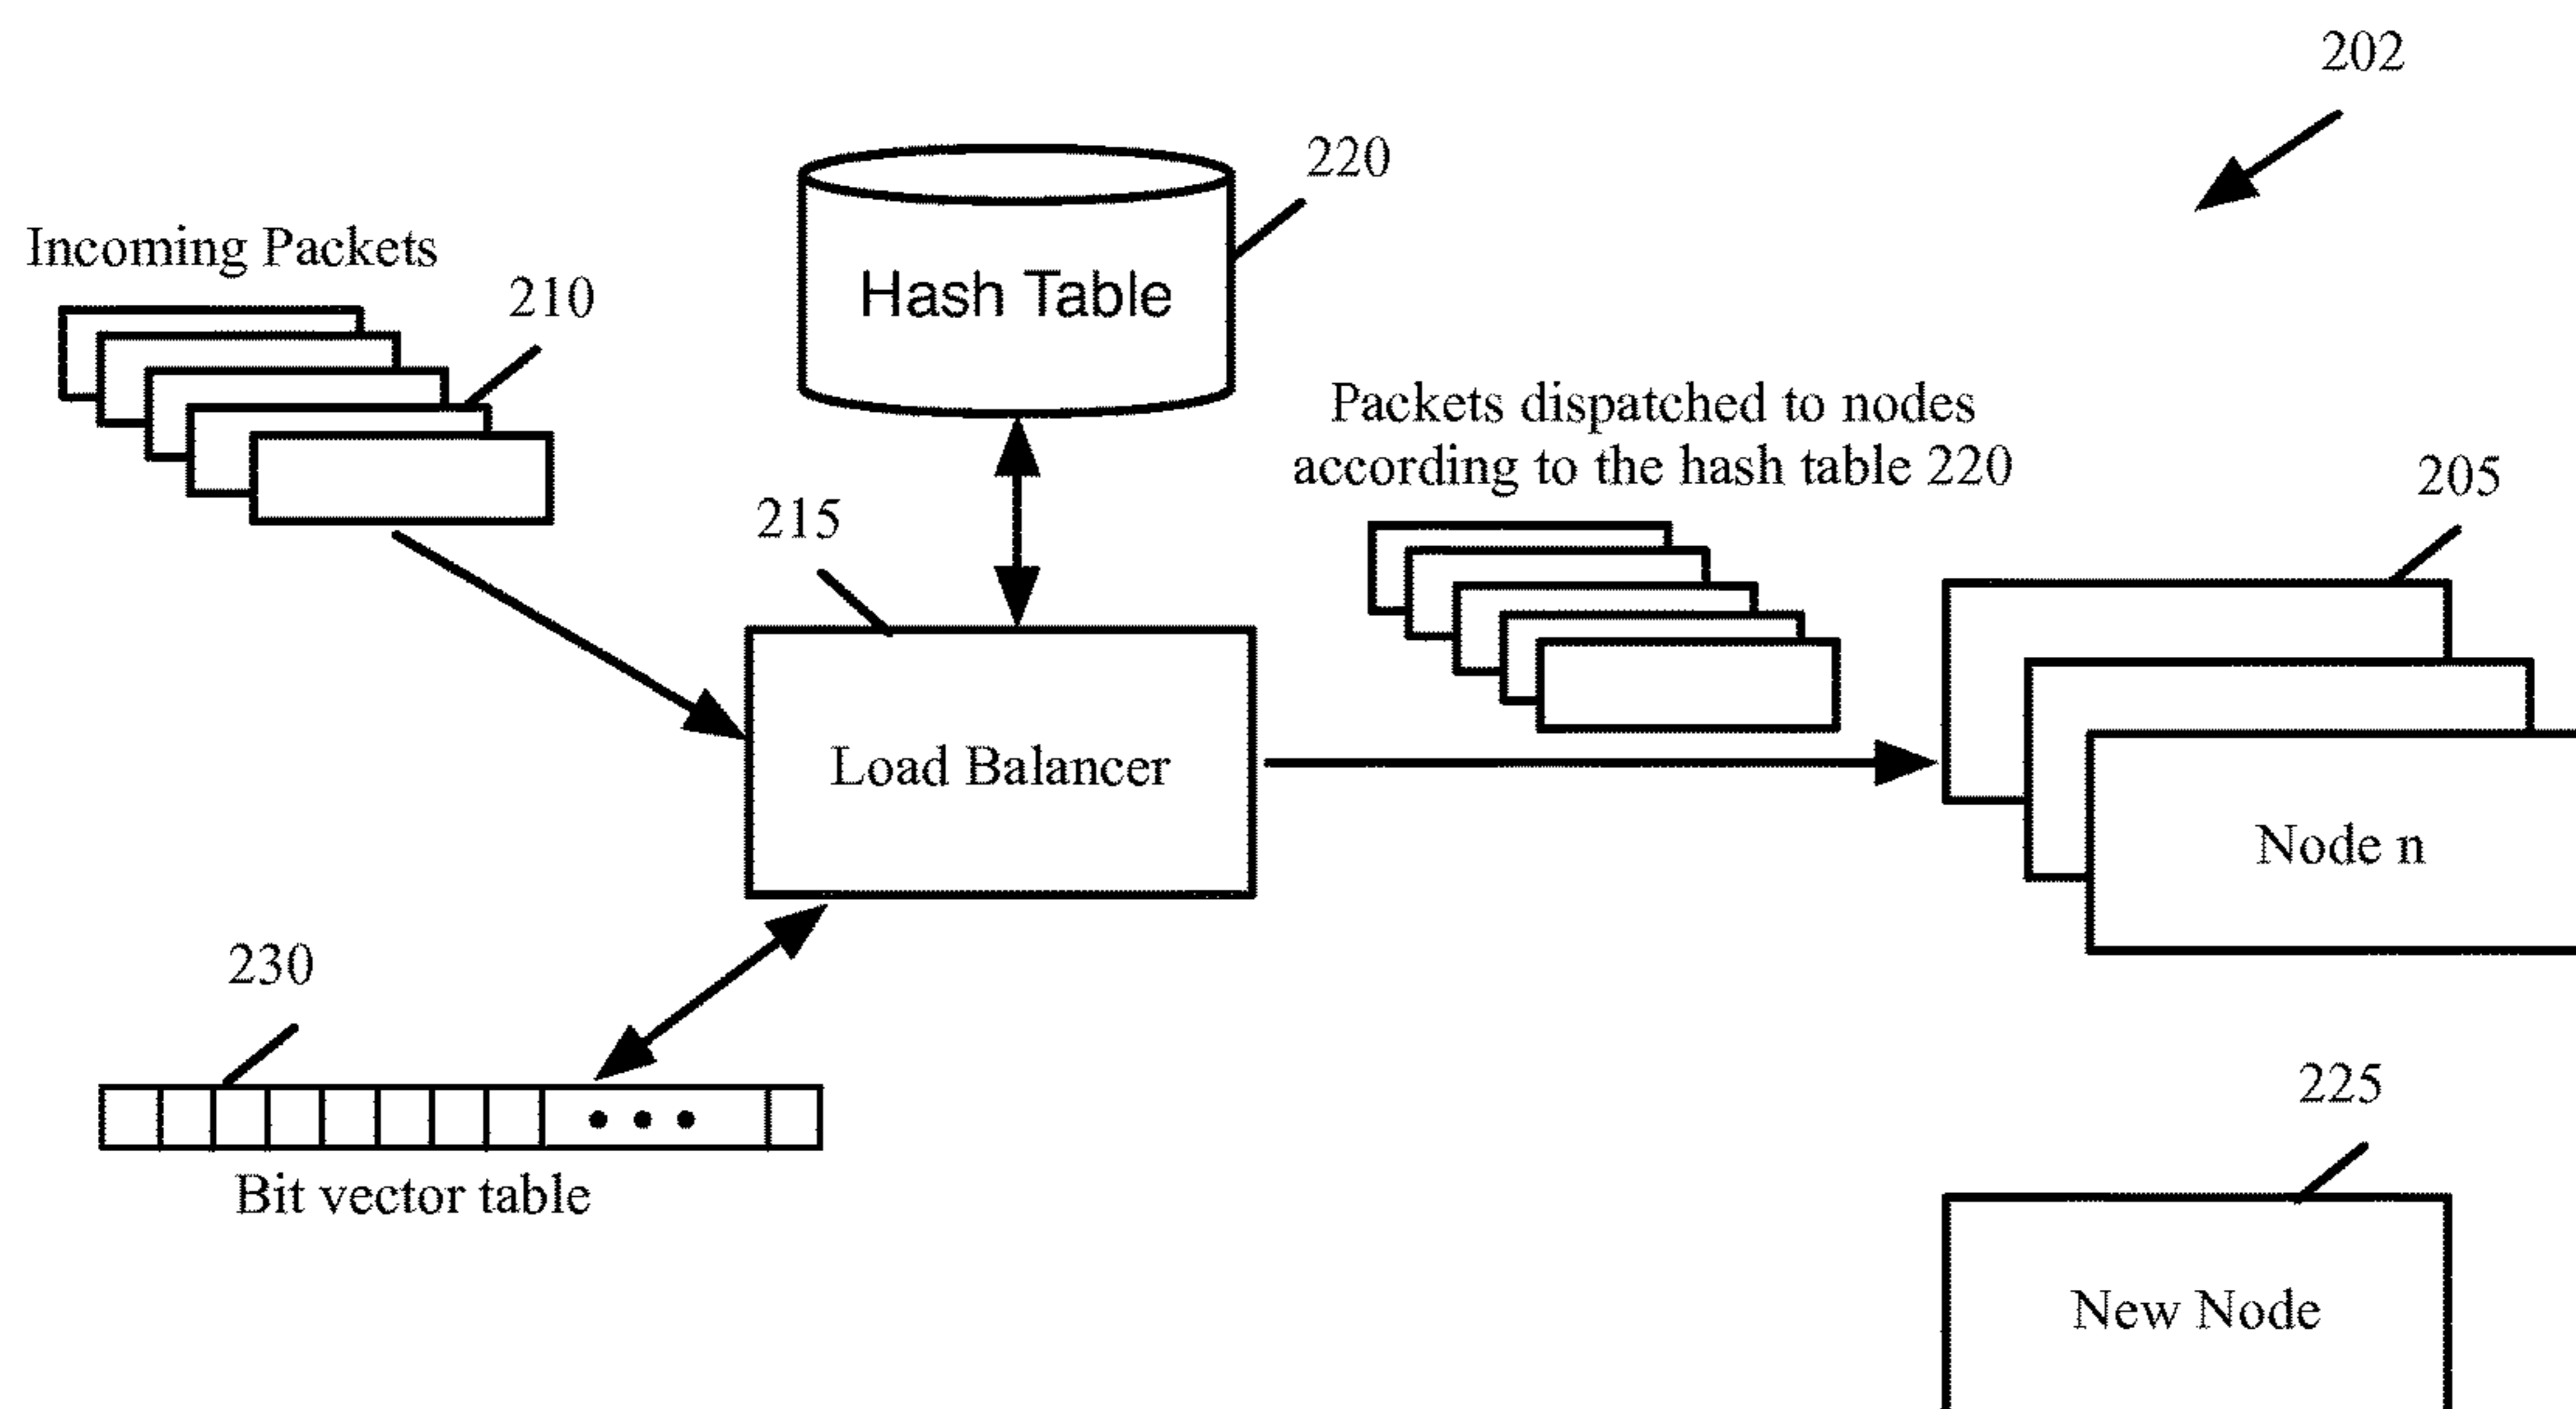 202
220
Incoming Packets
210
Hash Table
Packets dispatched to nodes
according to the hash table 220
205
215
Load Balancer
Node n
230
225
Bit vector table
New Node